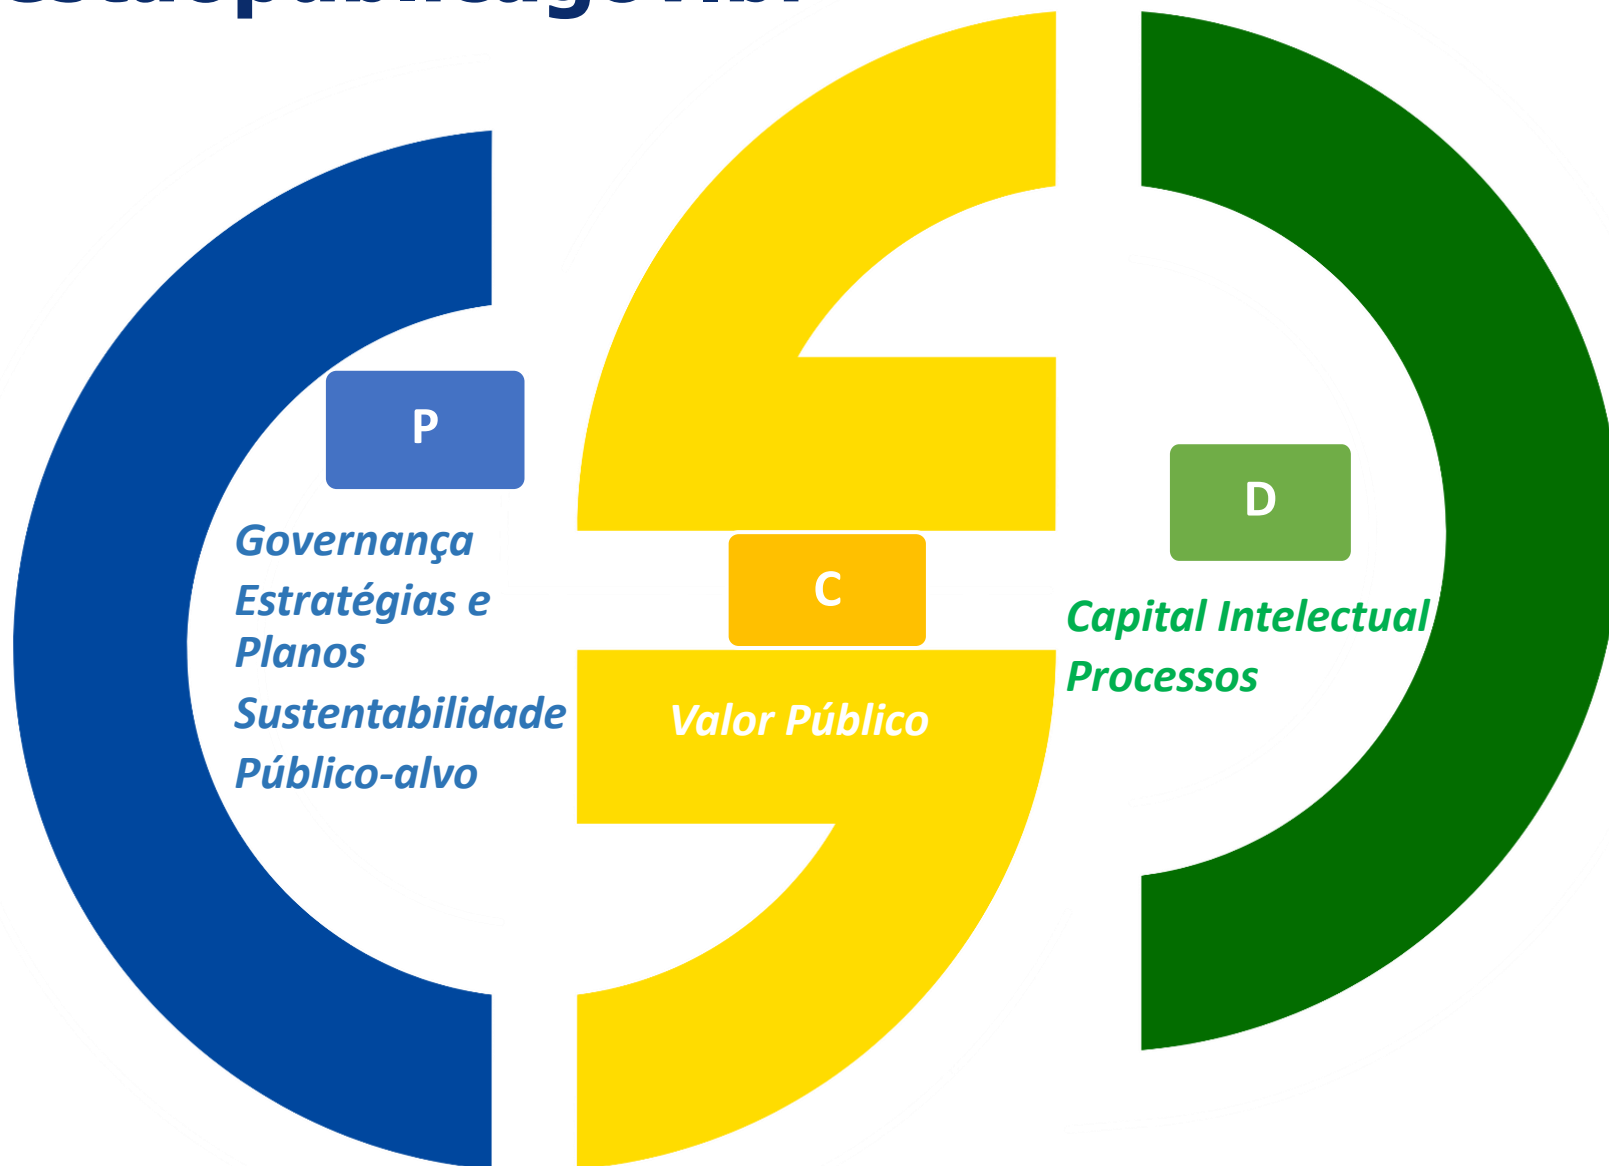 P
Governança
Estratégias e
Planos
Sustentabilidade
Público-alvo
C
Valor Público
D
Capital Intelectual
Processos